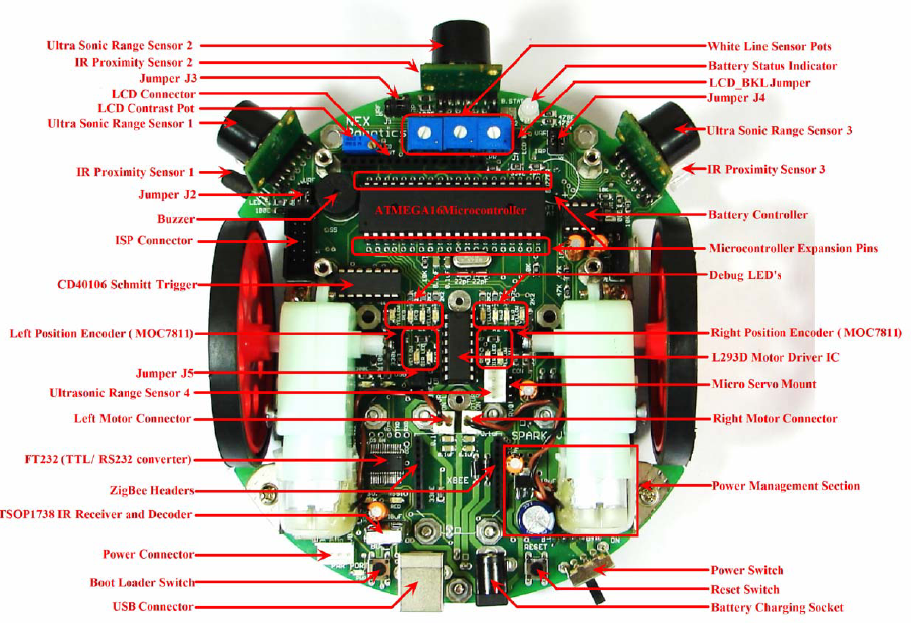 Ultra Sonic Range Sensor 2
IR Proximity Sensor 2
Jumper J3
LCD Connector
LCD Contrast Pot
Ultra Sonic Range Sensor 1
IR Proximity Sensor 1
Jumper J2
Buzzer
ISP Connector
CD40106 Schmitt Trigger
Left Position Encoder (MOC7811)
Jumper J5
Ultrasonic Range Sensor 4
Left Motor Connector
FT232 (TTL/ RS232 converter)
ZigBee Headers
TSOP1738 IR Receiver and Decoder
Power Connector
Boot Loader Switch
USB Connector
White Line Sensor Pots
Battery Status Indicator
LCD_BKL Jumper
Jumper J4
Ultra Sonic Range Sensor 3
IR Proximity Sensor 3
Battery Controller
Microcontroller Expansion Pins
Debug LED's
Right Position Encoder (MOC7811)
L293D Motor Driver IC
Micro Servo Mount
Right Motor Connector
Power Management Section
Power Switch
Reset Switch
Battery Charging Socket
NEX
Robotics
B.STAT
ATMEGA16Microcontroller
SPARK
XBEE
RESET
ON